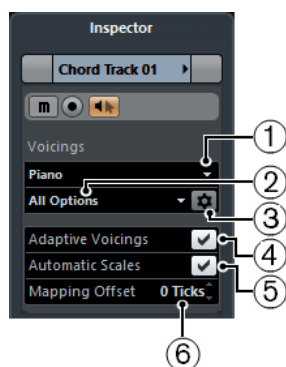 Inspector
Chord Track 01
m
Voicings
Piano
1
All Options
2
3
Adaptive Voicings
4
Automatic Scales
5
Mapping Offset 0 Ticks
6